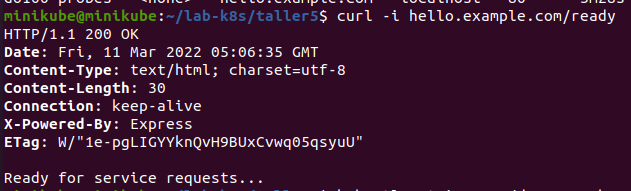 minikube@minikube:~/lab-k8s/taller5$ curl -i hello.example.com/ready
HTTP/1.1 200 OK
Date: Fri, 11 Mar 2022 05:06:35 GMT
Content-Type: text/html; charset=utf-8
Content-Length: 30
Connection: keep-alive
X-Powered-By: Express
ETag: W/"1e-pgLIGYYknQvH9BUxCvwq05qsyuU"
Ready for service requests...